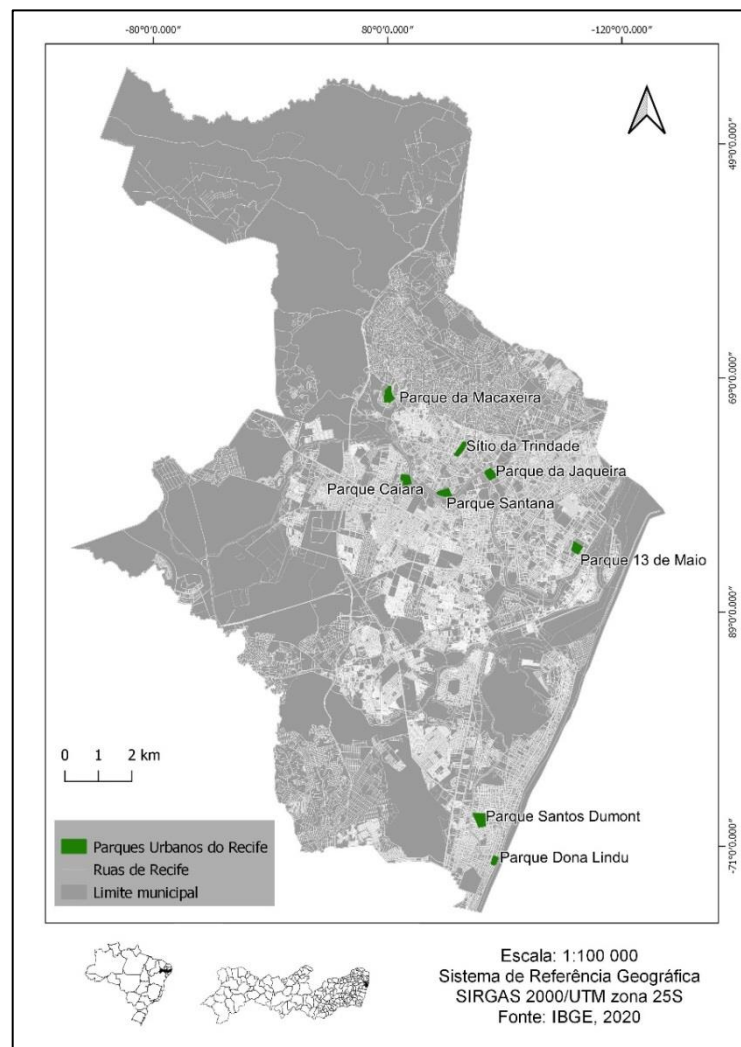 -80°0'0.000"
80°0'0.000"
-120°0'0.000"
49°0'0.000"
69°0'0.000"
89°0'0.000"
-71°0'0.000"
Parque da Macaxeira
Sítio da Trindade
Parque da Jaqueira
Parque Caiara
Parque Santana
Parque 13 de Maio
Parque Santos Dumont
Parque Dona Lindu
0 1 2 km
Parques Urbanos do Recife
Ruas de Recife
Limite municipal
Escala: 1:100 000
Sistema de Referência Geográfica
SIRGAS 2000/UTM zona 25S
Fonte: IBGE, 2020